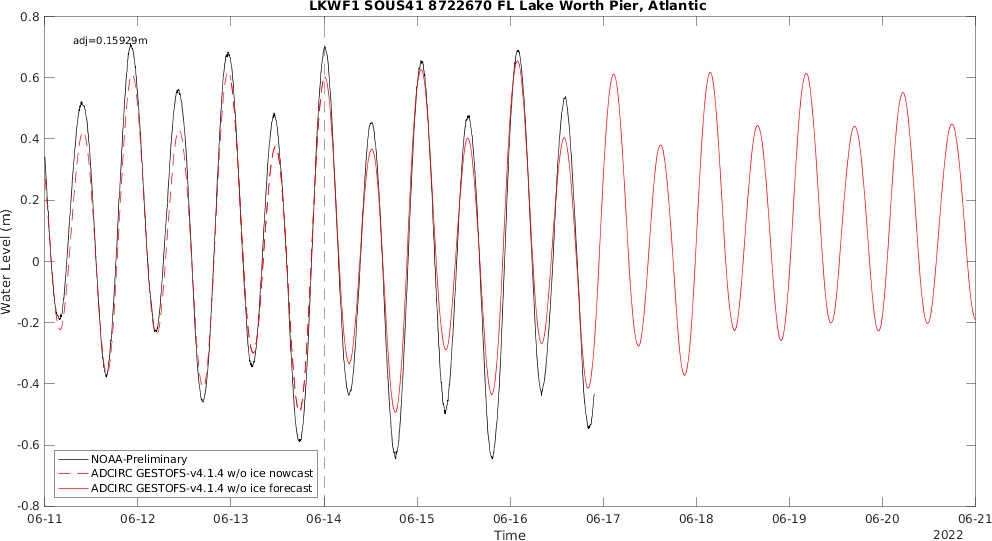 LKWF1 SOUS41 8722670 FL Lake Worth Pier, Atlantic
adj=0.15929m
0.8
0.6
0.4
0.2
0
-0.2
-0.4
-0.6
-0.8
Water Level (m)
NOAA-Preliminary
ADCIRC GESTOFS-v4.1.4 w/o ice nowcast
ADCIRC GESTOFS-v4.1.4 w/o ice forecast
06-11 06-12 06-13 06-14 06-15 06-16 06-17 06-18 06-19 06-20 06-21
Time
2022